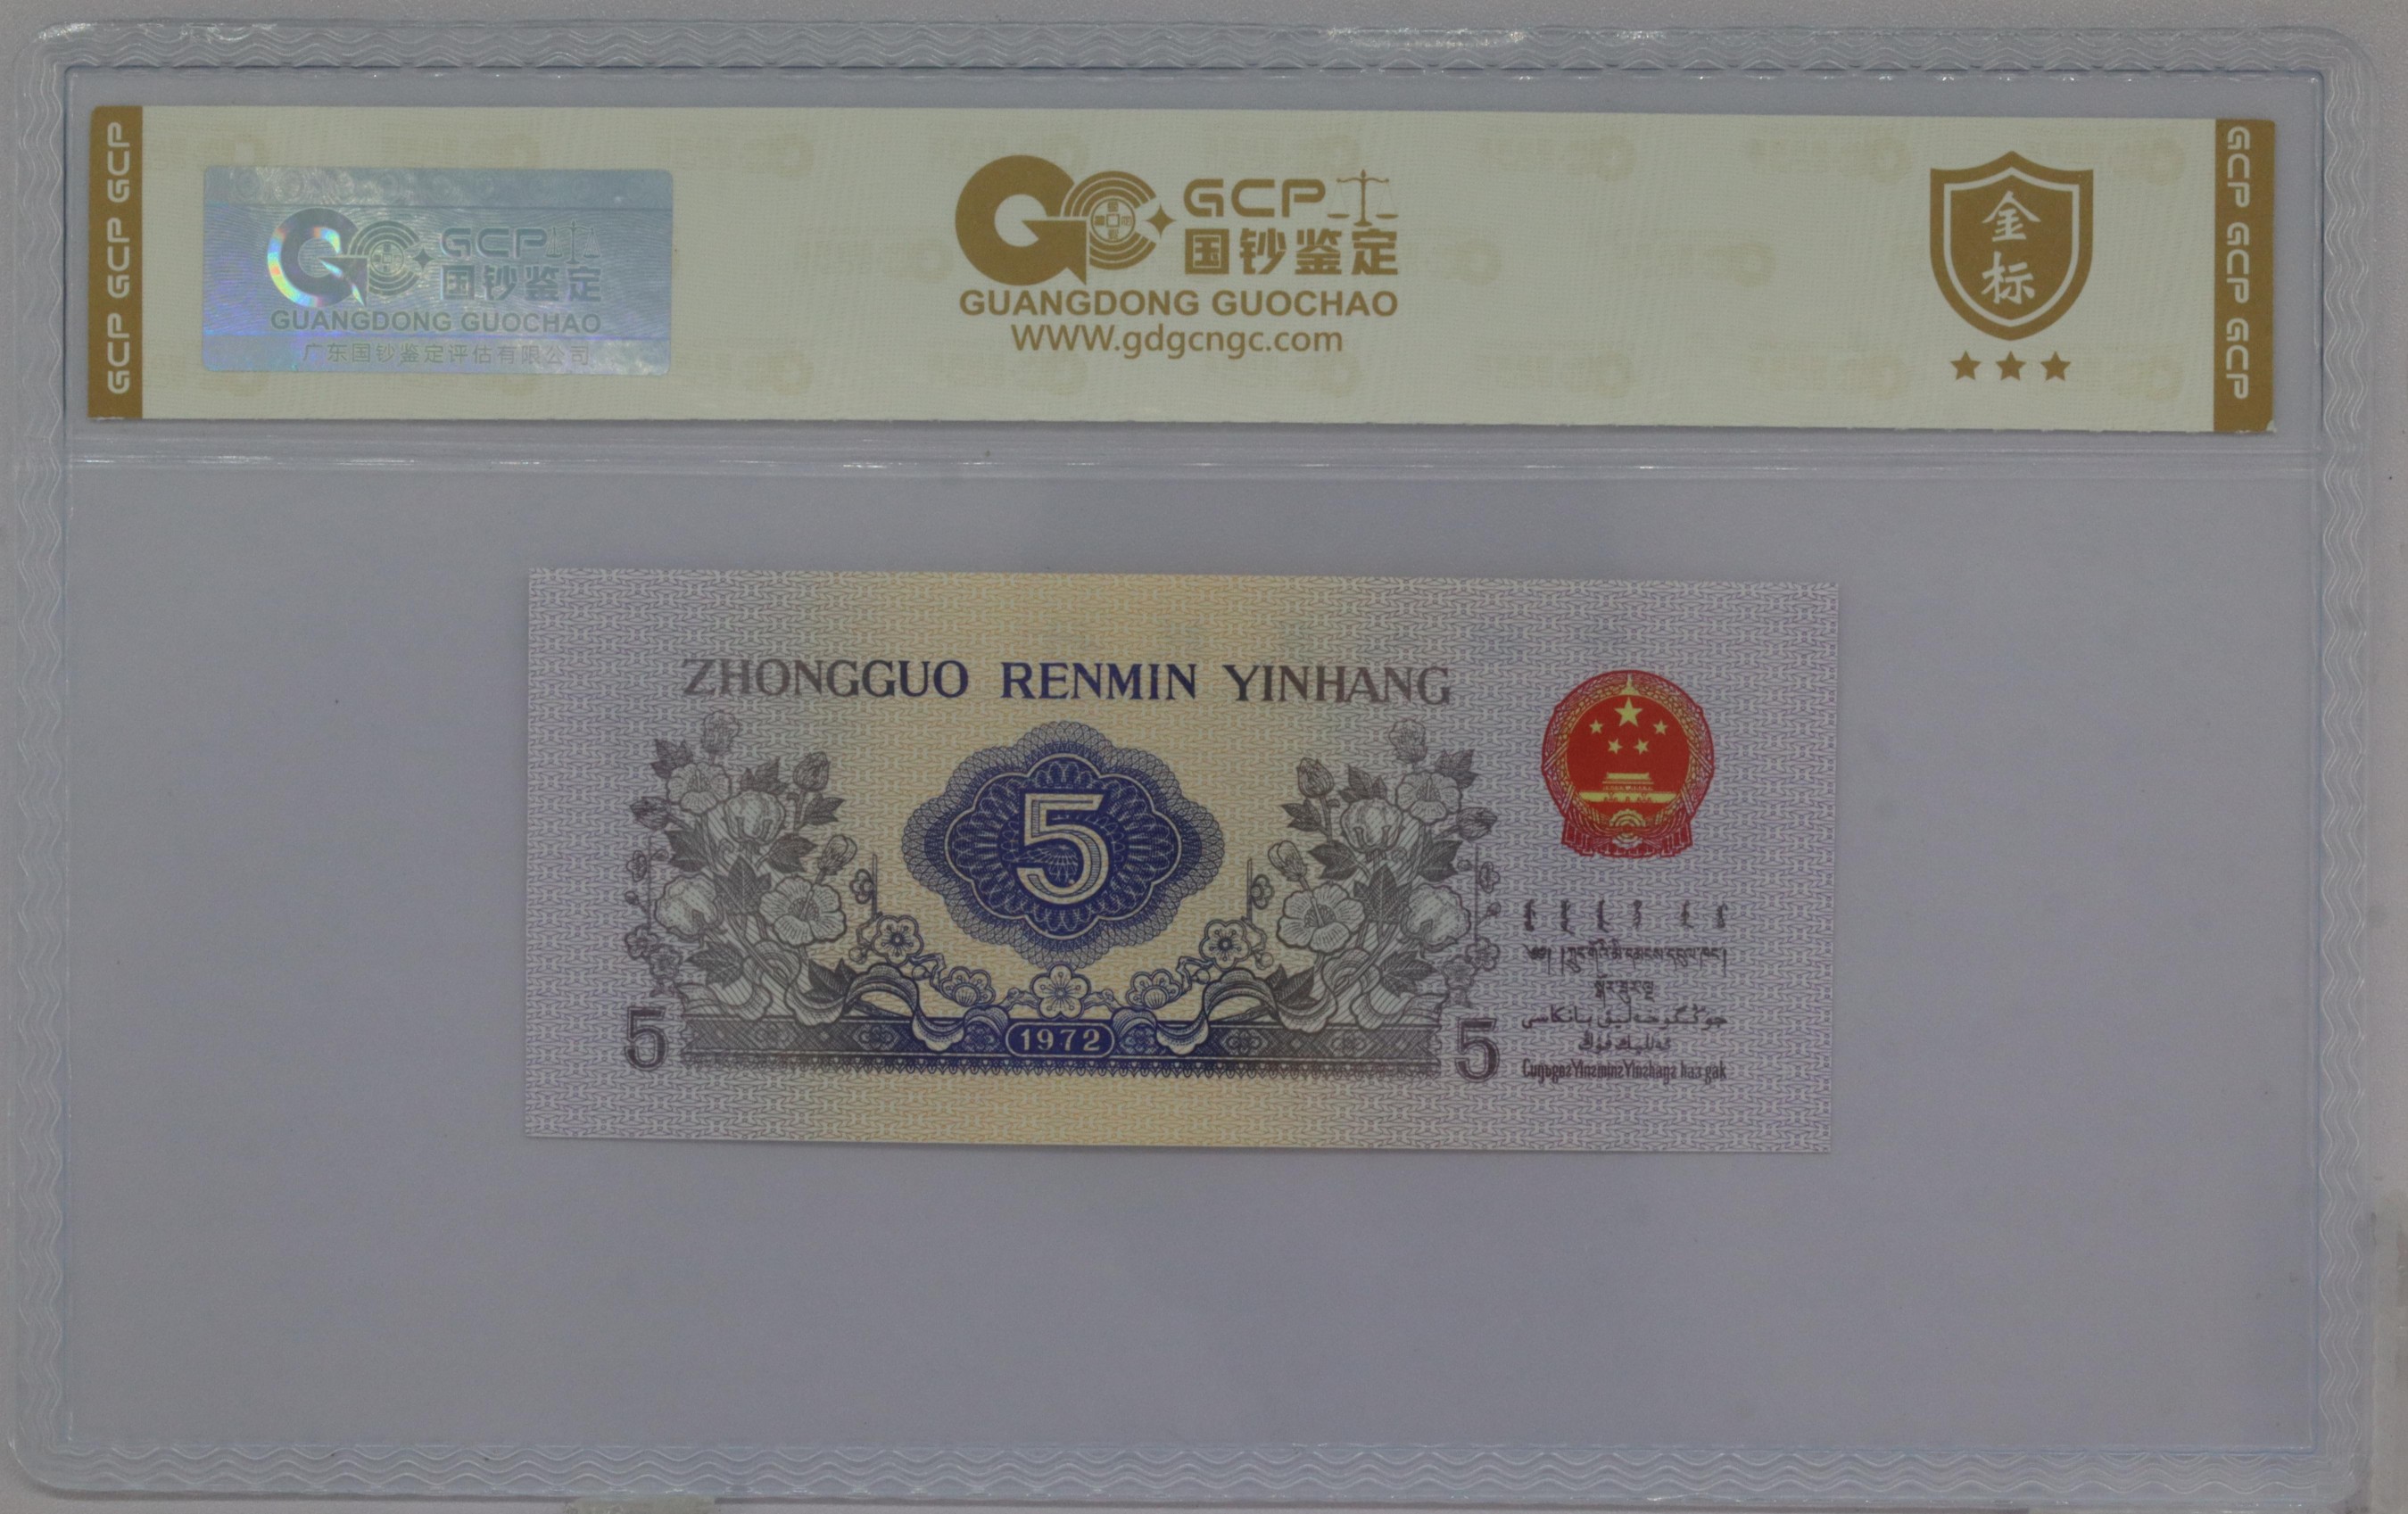 GCP GCP GCP
GCP
国钞鉴定
GUANGDONG GUOCHAO
广东国钞鉴定评估有限公司
GCP
国钞鉴定
GUANGDONG GUOCHAO
WWW.gdgcngc.com
金
标
GCP GCP GCP
ZHONGGUO RENMIN YINHANG
5
1972
5
5